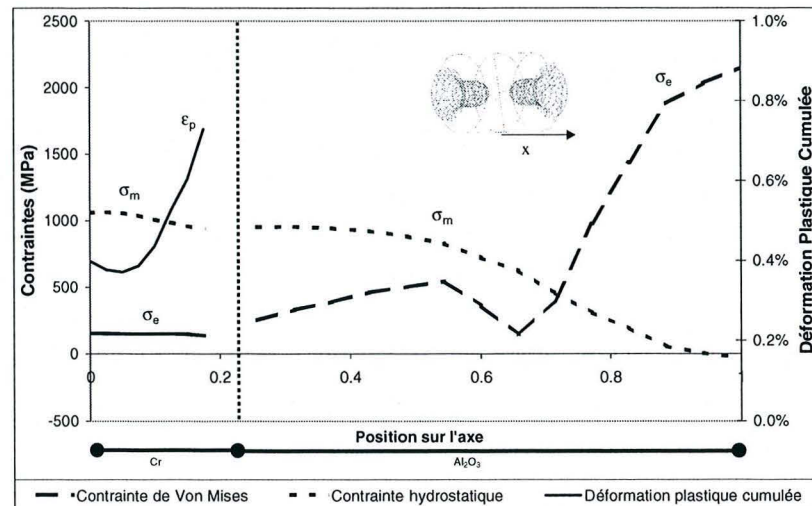 Contraintes (MPa)
2500
2000
1500
1000
500
0
-500
0
0.2
0.4
0.6
0.8
1.0%
0.8%
0.6%
0.4%
0.2%
0.0%
Déformation Plastique Cumulée
εp
σm
σe
σm
σe
x
Position sur l'axe
Cr
Al₂O₃
Contrainte de Von Mises
Contrainte hydrostatique
Déformation plastique cumulée